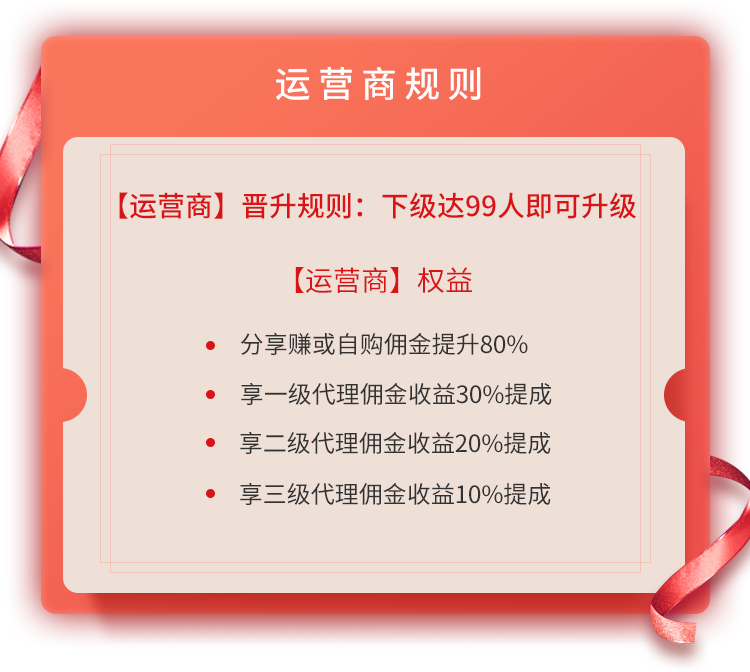 运营商规则
【运营商】晋升规则：下级达99人即可升级
【运营商】权益
分享赚或自购佣金提升80%
享一级代理佣金收益30%提成
享二级代理佣金收益20%提成
享三级代理佣金收益10%提成